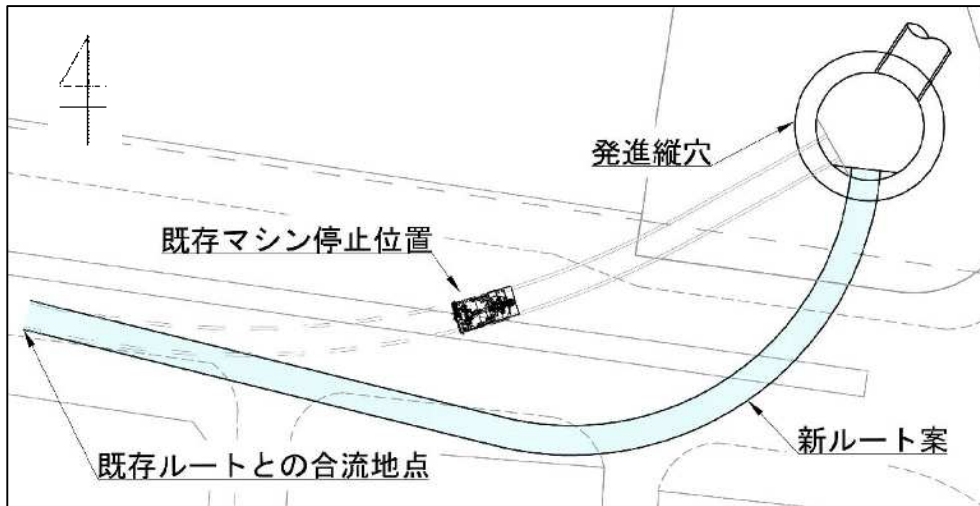 発進縦穴
既存マシン停止位置
新ルート案
既存ルートとの合流地点